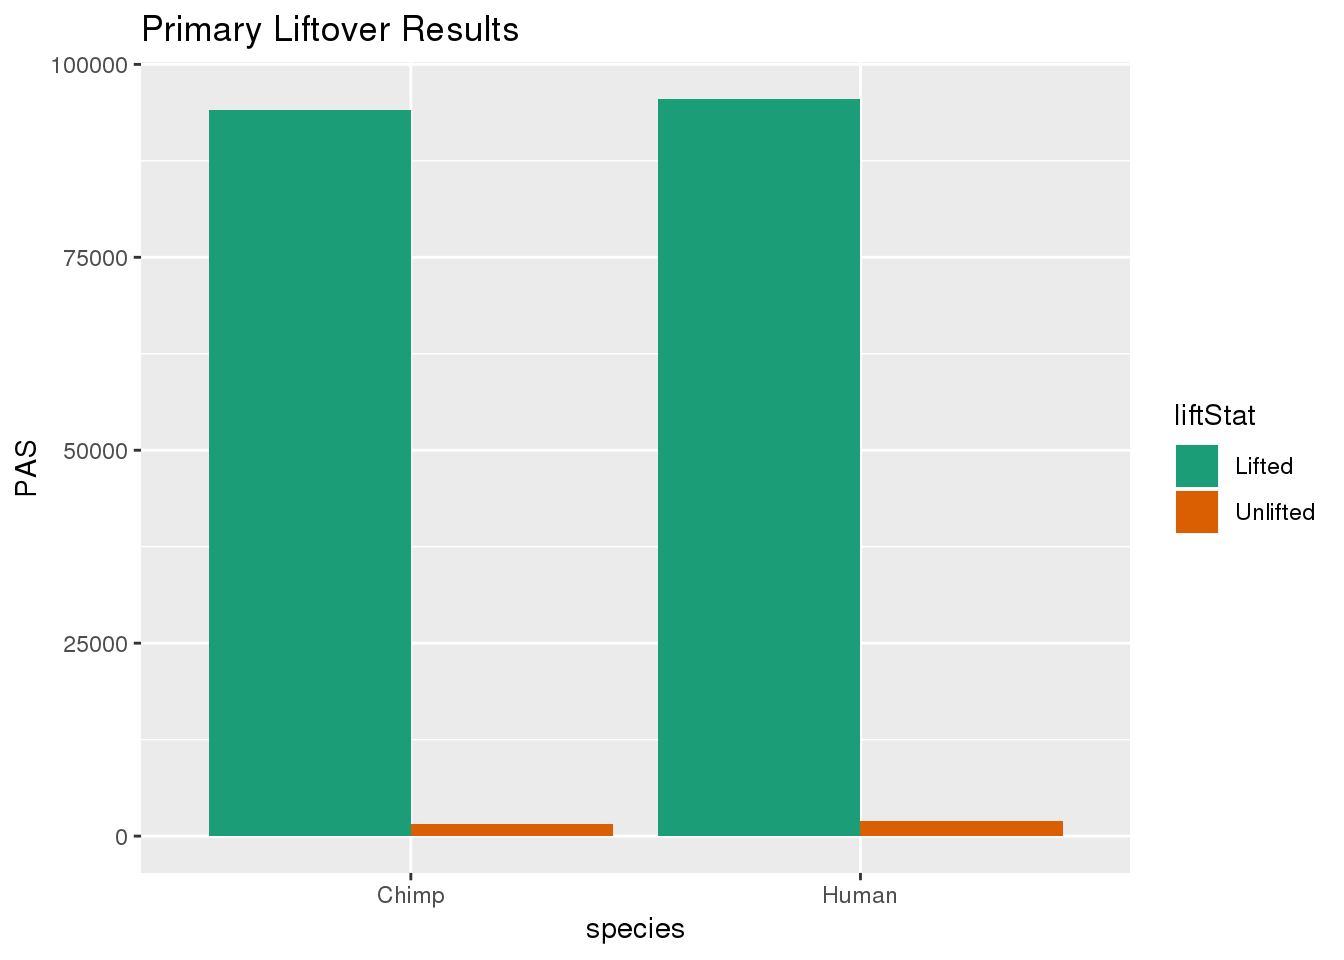 Primary Liftover Results
100000
75000
50000
25000
0
PAS
Chimp
Human
species
liftStat
Lifted
Unlifted